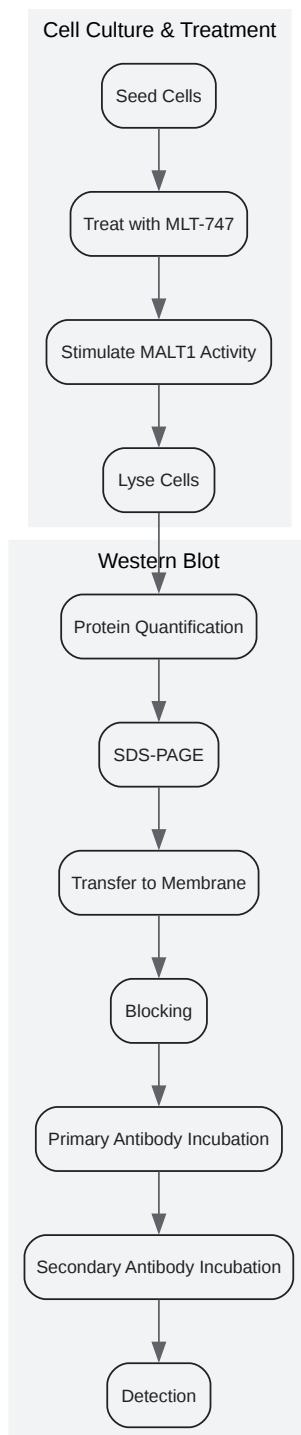 Cell Culture & Treatment
Seed Cells
Treat with MLT-747
Stimulate MALT1 Activity
Lyse Cells
Western Blot
Protein Quantification
SDS-PAGE
Transfer to Membrane
Blocking
Primary Antibody Incubation
Secondary Antibody Incubation
Detection